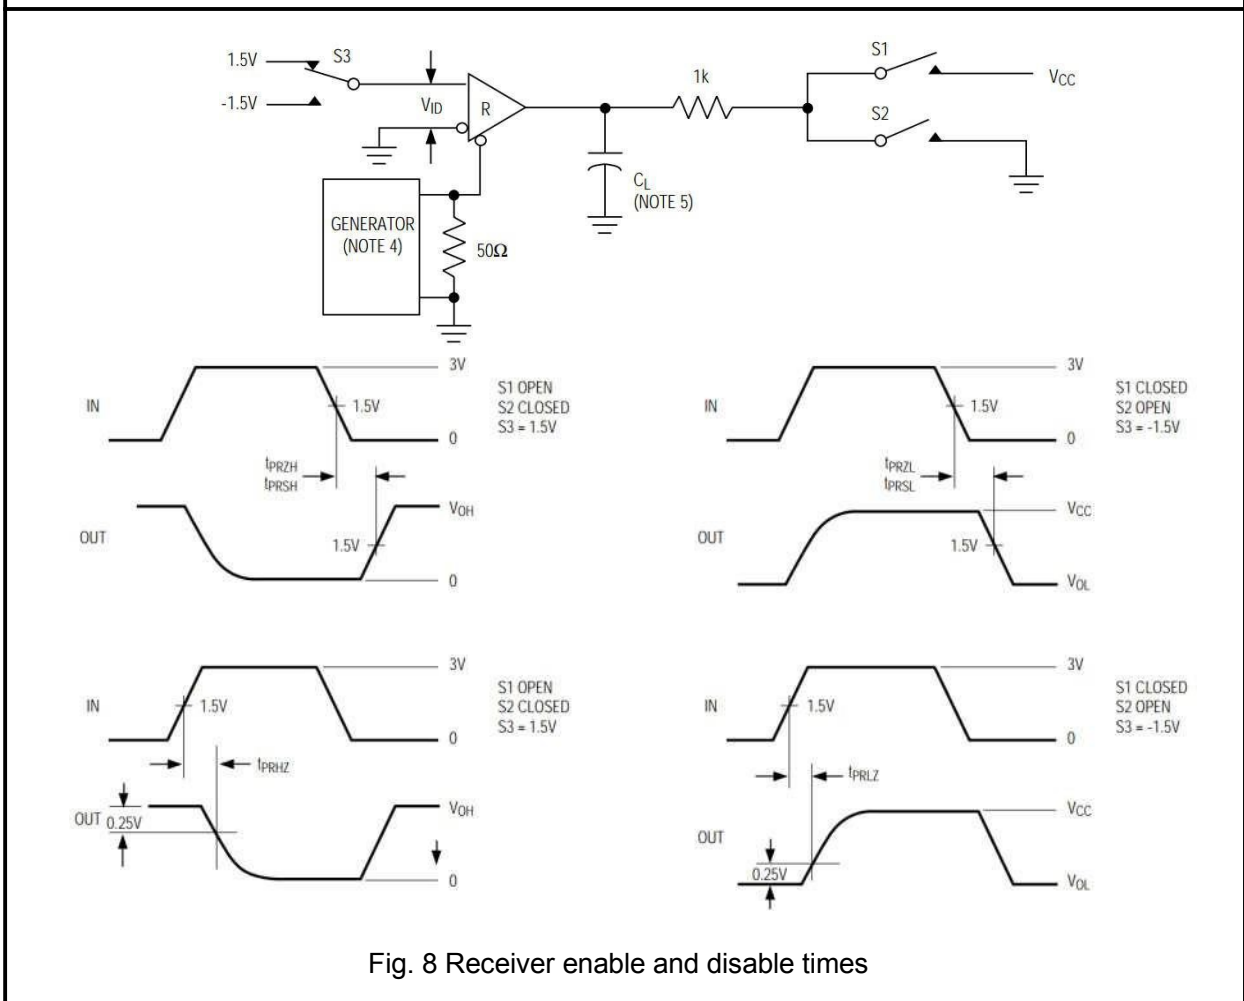 1.5V
S3
-1.5V
VID
R
1k
S1
VCC
S2
CL
(NOTE 5)
GENERATOR
(NOTE 4)
50Ω
3V
IN
1.5V
0
S1 OPEN
S2 CLOSED
S3 = 1.5V
tPRZH
tPRSH
OUT
VOH
1.5V
0
3V
IN
1.5V
0
S1 CLOSED
S2 OPEN
S3 = -1.5V
tPRZL
tPRSL
OUT
VCC
1.5V
VOL
3V
IN
1.5V
0
S1 OPEN
S2 CLOSED
S3 = 1.5V
tPRHZ
OUT
0.25V
VOH
0
3V
IN
1.5V
0
S1 CLOSED
S2 OPEN
S3 = -1.5V
tPRLZ
OUT
VCC
0.25V
VOL
Fig. 8 Receiver enable and disable times